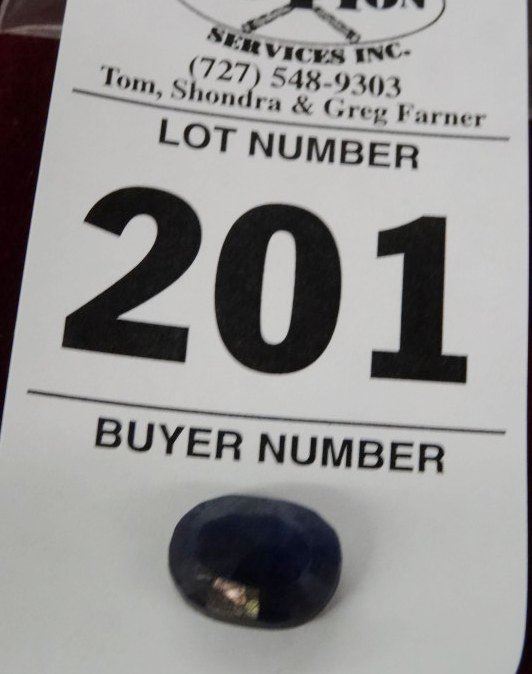 SERVICES INC.
(727) 548-9303
Tom, Shondra & Greg Farner
LOT NUMBER
201
BUYER NUMBER